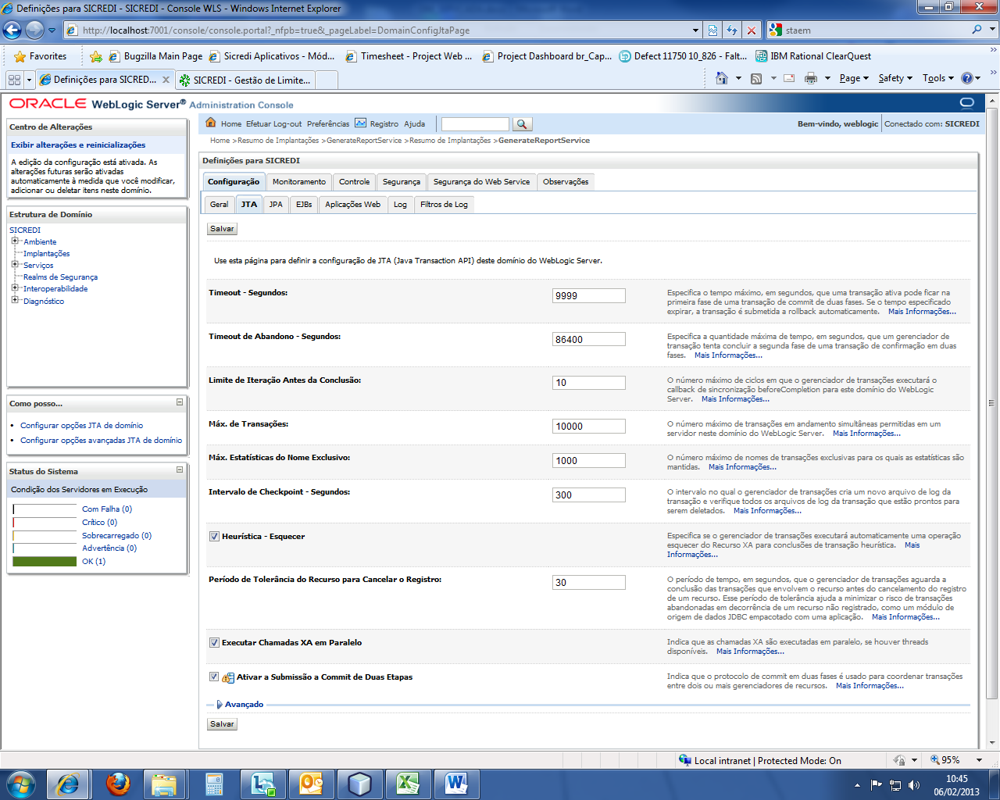 Definições para SICREDI - SICREDI - Console WLS - Windows Internet Explorer
http://localhost:7001/console/console.portal?_nfpb=true&_pageLabel=DomainConfigJtaPage
staem
Favorites
Bugzilla Main Page
Sicredi Aplicativos - Mód...
Timesheet - Project Web ...
Project Dashboard br_Cap...
Defect 11750 10_826 - Falt...
IBM Rational ClearQuest
Definições para SICRED...
SICREDI - Gestão de Limite...
Page
Safety
Tools
ORACLE WebLogic Server® Administration Console
Centro de Alterações
Exibir alterações e reinicializações
A edição da configuração está ativada. As
alterações futuras serão ativadas
automaticamente à medida que você modificar,
adicionar ou deletar itens neste domínio.
Estrutura de Domínio
SICREDI
Ambiente
Implantações
Serviços
Realms de Segurança
Interoperabilidade
Diagnóstico
Como posso...
Configurar opções JTA de domínio
Configurar opções avançadas JTA de domínio
Status do Sistema
Condição dos Servidores em Execução
Com Falha (0)
Crítico (0)
Sobrecarregado (0)
Advertência (0)
OK (1)
Home Efetuar Log-out Preferências Registro Ajuda
Bem-vindo, weblogic
Conectado com: SICREDI
Home >Resumo de Implantações >GenerateReportService >Resumo de Implantações >GenerateReportService
Definições para SICREDI
Configuração Monitoramento Controle Segurança Segurança do Web Service Observações
Geral JTA JPA EJBs Aplicações Web Log Filtros de Log
Salvar
Use esta página para definir a configuração de JTA (Java Transaction API) deste domínio do WebLogic Server.
Timeout - Segundos:
9999
Especifica o tempo máximo, em segundos, que uma transação ativa pode ficar na
primeira fase de uma transação de commit de duas fases. Se o tempo especificado
expirar, a transação é submetida a rollback automaticamente. Mais Informações...
Timeout de Abandono - Segundos:
86400
Especifica a quantidade máxima de tempo, em segundos, que um gerenciador de
transação tenta concluir a segunda fase de uma transação de confirmação em duas
fases. Mais Informações...
Limite de Iteração Antes da Conclusão:
10
O número máximo de ciclos em que o gerenciador de transações executará o
callback de sincronização beforeCompletion para este domínio do WebLogic
Server. Mais Informações...
Máx. de Transações:
10000
O número máximo de transações em andamento simultâneas permitidas em um
servidor neste domínio do WebLogic Server. Mais Informações...
Máx. Estatísticas do Nome Exclusivo:
1000
O número máximo de nomes de transações exclusivas para os quais as estatísticas são
mantidas. Mais Informações...
Intervalo de Checkpoint - Segundos:
300
O intervalo no qual o gerenciador de transações cria um novo arquivo de log da
transação e verifique todos os arquivos de log da transação que estão prontos para
serem deletados. Mais Informações...
Heurística - Esquecer
Especifica se o gerenciador de transações executará automaticamente uma operação
esquecer do Recurso XA para conclusões de transação heurística. Mais
Informações...
Período de Tolerância do Recurso para Cancelar o Registro:
30
O período de tempo, em segundos, que o gerenciador de transações aguarda a
conclusão das transações que envolvem o recurso antes do cancelamento do registro
de um recurso. Esse período de tolerância ajuda a minimizar o risco de transações
abandonadas em decorrência de um recurso não registrado, como um módulo de
origem de dados JDBC empacotado com uma aplicação. Mais Informações...
Executar Chamadas XA em Paralelo
Indica que as chamadas XA são executadas em paralelo, se houver threads
disponíveis. Mais Informações...
Ativar a Submissão a Commit de Duas Etapas
Indica que o protocolo de commit em duas fases é usado para coordenar transações
entre dois ou mais gerenciadores de recursos. Mais Informações...
Avançado
Salvar
Local intranet | Protected Mode: On
95%
10:45
06/02/2013